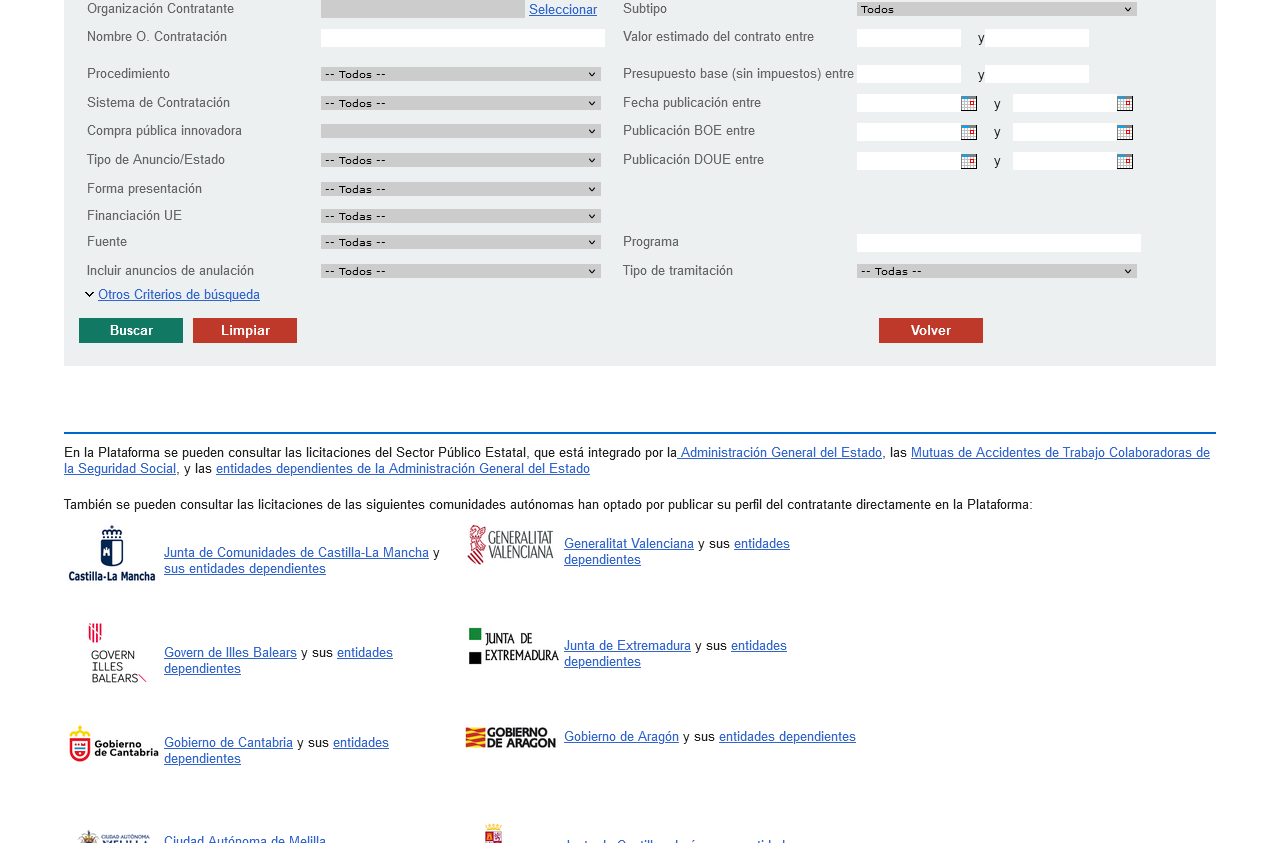 Organización Contratante Seleccionar Subtipo Todos
Nombre O. Contratación Valor estimado del contrato entre y
Procedimiento -- Todos -- Presupuesto base (sin impuestos) entre y
Sistema de Contratación -- Todos -- Fecha publicación entre y
Compra pública innovadora Publicación BOE entre y
Tipo de Anuncio/Estado -- Todos -- Publicación DOUE entre y
Forma presentación -- Todas --
Financiación UE -- Todas --
Fuente -- Todas -- Programa
Incluir anuncios de anulación -- Todos -- Tipo de tramitación -- Todas --
Otros Criterios de búsqueda
Buscar Limpiar Volver
En la Plataforma se pueden consultar las licitaciones del Sector Público Estatal, que está integrado por la Administración General del Estado, las Mutuas de Accidentes de Trabajo Colaboradoras de
la Seguridad Social, y las entidades dependientes de la Administración General del Estado
También se pueden consultar las licitaciones de las siguientes comunidades autónomas han optado por publicar su perfil del contratante directamente en la Plataforma:
Castilla-La Mancha
Junta de Comunidades de Castilla-La Mancha y
sus entidades dependientes
GENERALITAT
VALENCIANA
Generalitat Valenciana y sus entidades
dependientes
GOVERN
ILLES
BALEARS
Govern de Illes Balears y sus entidades
dependientes
JUNTA DE
EXTREMADURA
Junta de Extremadura y sus entidades
dependientes
Gobierno
de Cantabria
Gobierno de Cantabria y sus entidades
dependientes
GOBIERNO
DE ARAGON
Gobierno de Aragón y sus entidades dependientes
CIUDAD AUTÓNOMA
Ciudad Autónoma de Melilla